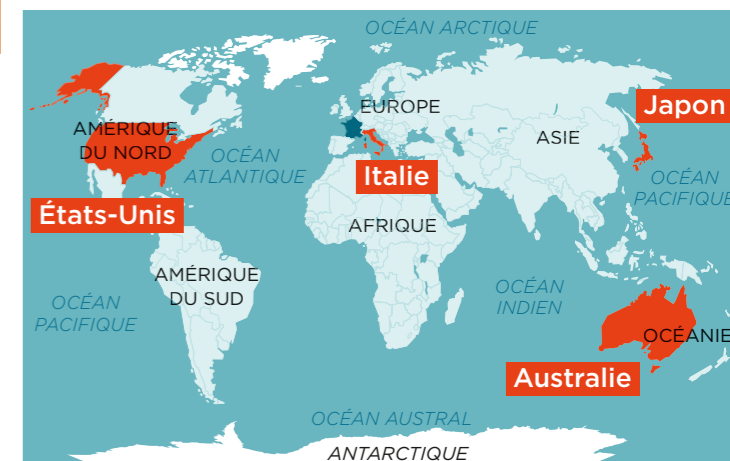 OCÉAN ARCTIQUE
EUROPE
Japon
AMÉRIQUE
DU NORD
ASIE
OCÉAN
ATLANTIQUE
Italie
OCÉAN
PACIFIQUE
États-Unis
AFRIQUE
AMÉRIQUE
DU SUD
OCÉAN
INDIEN
OCÉAN
PACIFIQUE
OCÉANIE
Australie
OCÉAN AUSTRAL
ANTARCTIQUE